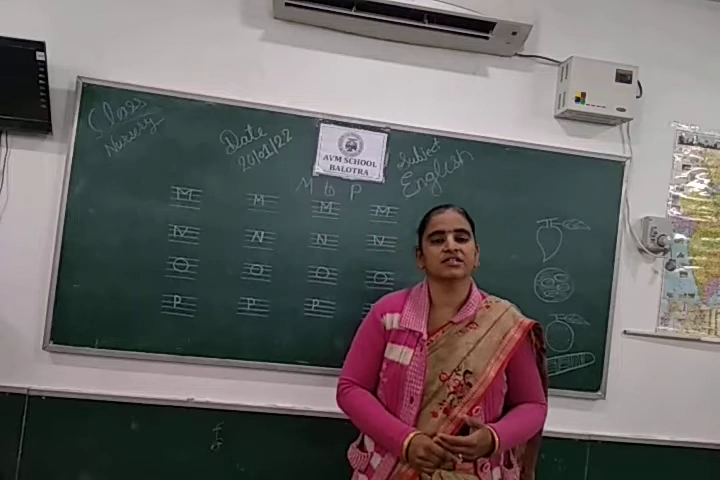 Class
Nursery
Date
20/01/22
AVM SCHOOL
BALOTRA
Subject
English
M to P
M M M M
N N N N
O O O O
P P P